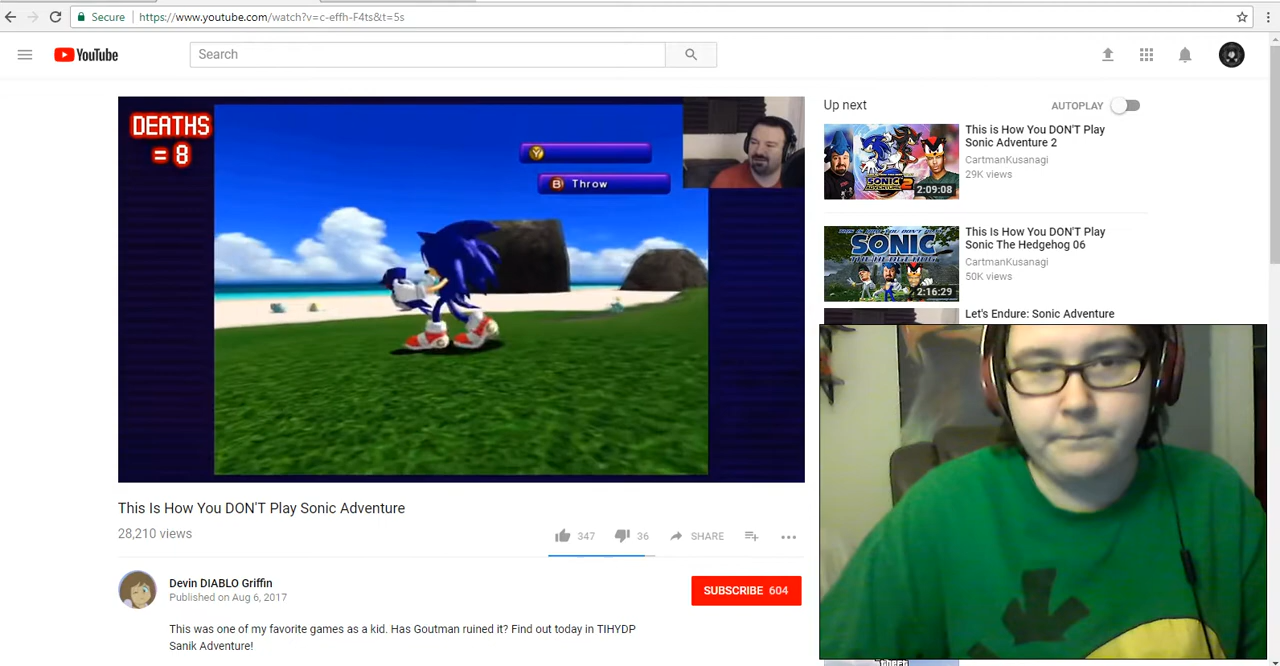 Secure https://www.youtube.com/watch?v=c-effh-F4ts&t=5s
YouTube
Search
DEATHS
= 8
Y
B Throw
Up next
AUTOPLAY
This is How You DON'T Play
Sonic Adventure 2
CartmanKusanagi
29K views
SONIC
2:09:08
This Is How You DON'T Play
Sonic The Hedgehog 06
CartmanKusanagi
50K views
SONIC
THE HEDGEHOG
2:16:29
Let's Endure: Sonic Adventure
This Is How You DON'T Play Sonic Adventure
28,210 views
347
36
SHARE
Devin DIABLO Griffin
Published on Aug 6, 2017
SUBSCRIBE 604
This was one of my favorite games as a kid. Has Goutman ruined it? Find out today in TIHYDP
Sanik Adventure!